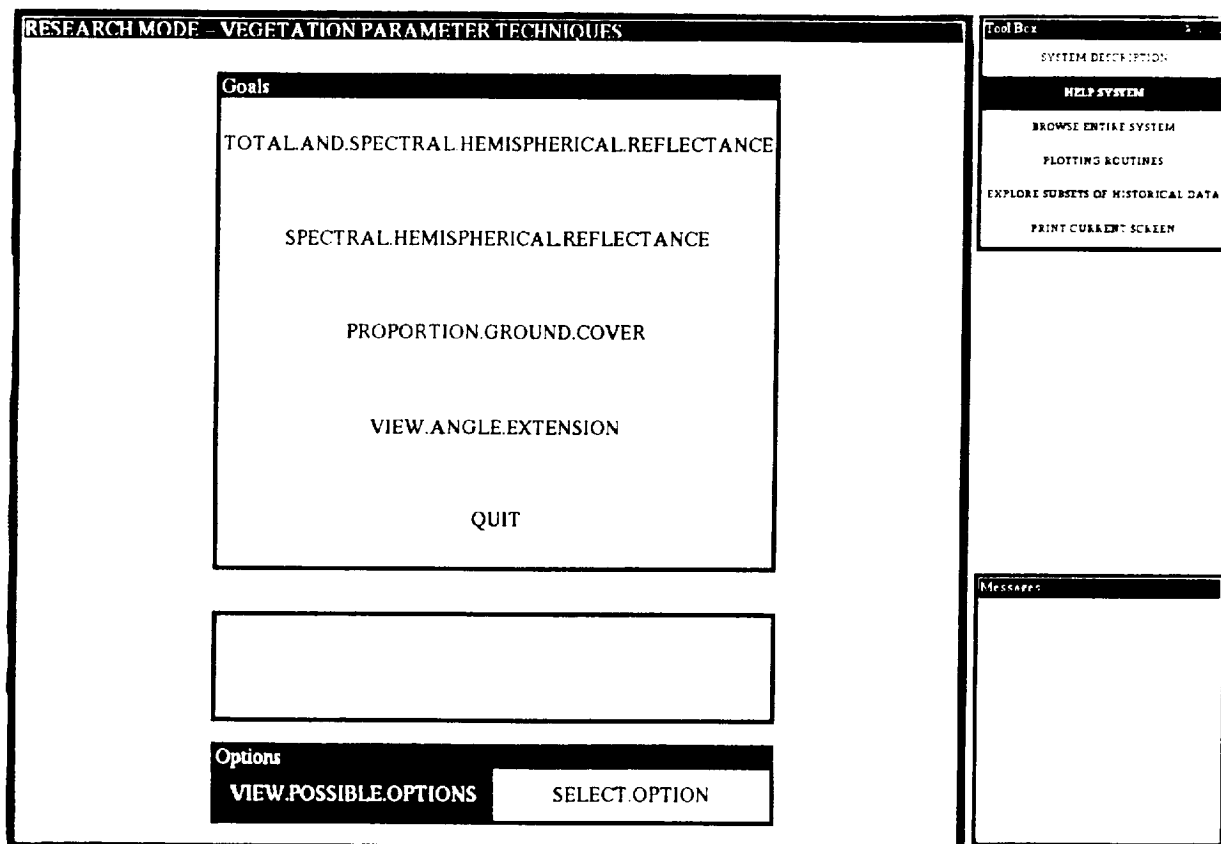 RESEARCH MODE – VEGETATION PARAMETER TECHNIQUES
Goals
TOTAL.AND.SPECTRAL.HEMISPHERICAL.REFLECTANCE
SPECTRAL.HEMISPHERICAL.REFLECTANCE
PROPORTION.GROUND.COVER
VIEW.ANGLE.EXTENSION
QUIT
Options
VIEW.POSSIBLE.OPTIONS
SELECT.OPTION
Tool Box
SYSTEM DESCRIPTION
HELP SYSTEM
BROWSE ENTIRE SYSTEM
PLOTTING ROUTINES
EXPLORE SUBSETS OF HISTORICAL DATA
PRINT CURRENT SCREEN
Messages